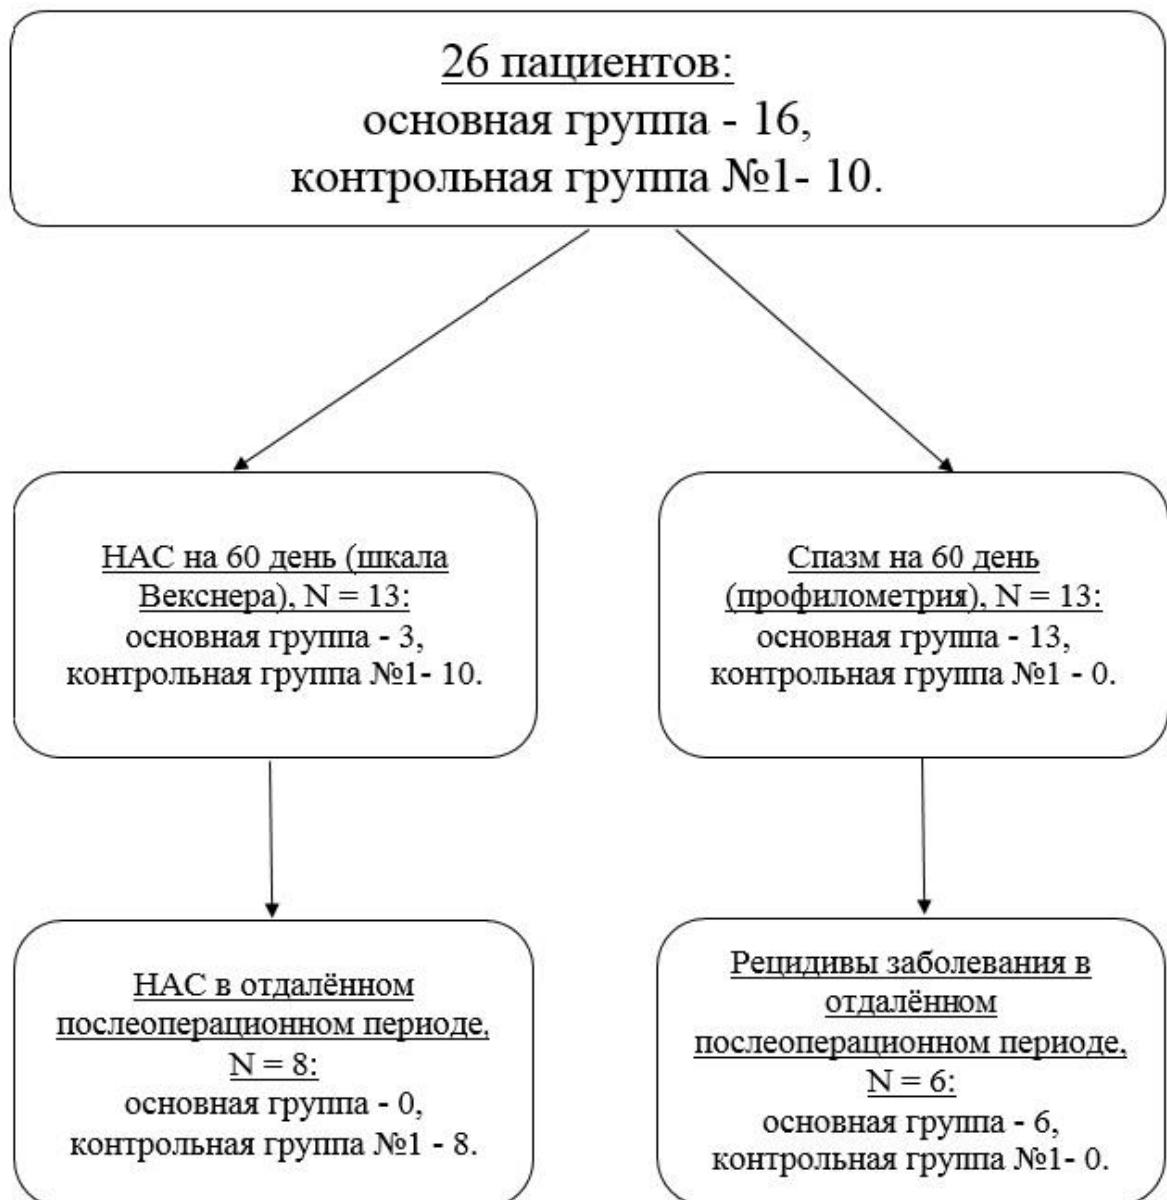 26 пациентов:
основная группа - 16,
контрольная группа №1- 10.
НАС на 60 день (шкала
Векснера), N = 13:
основная группа - 3,
контрольная группа №1- 10.
Спазм на 60 день
(профилометрия), N = 13:
основная группа - 13,
контрольная группа №1 - 0.
НАС в отдалённом
послеоперационном периоде,
N = 8:
основная группа - 0,
контрольная группа №1 - 8.
Рецидивы заболевания в
отдалённом
послеоперационном периоде,
N = 6:
основная группа - 6,
контрольная группа №1- 0.